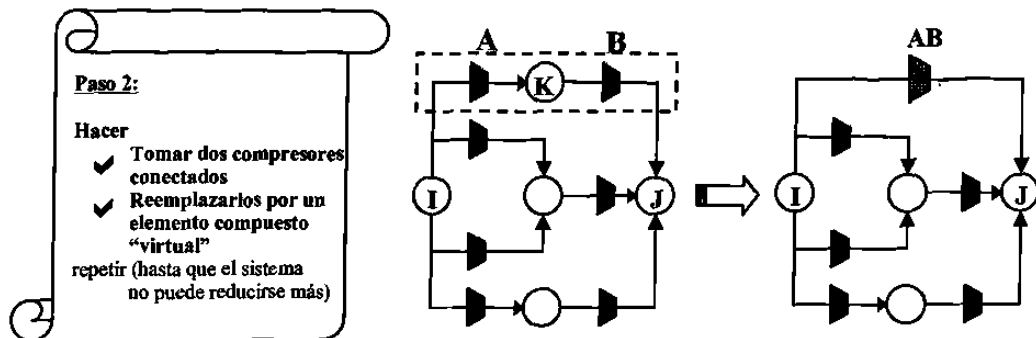 Paso 2:
Hacer
✔ Tomar dos compresores
conectados
✔ Reemplazarlos por un
elemento compuesto
“virtual”
repetir (hasta que el sistema
no puede reducirse más)
A
B
K
I
J
AB
I
J